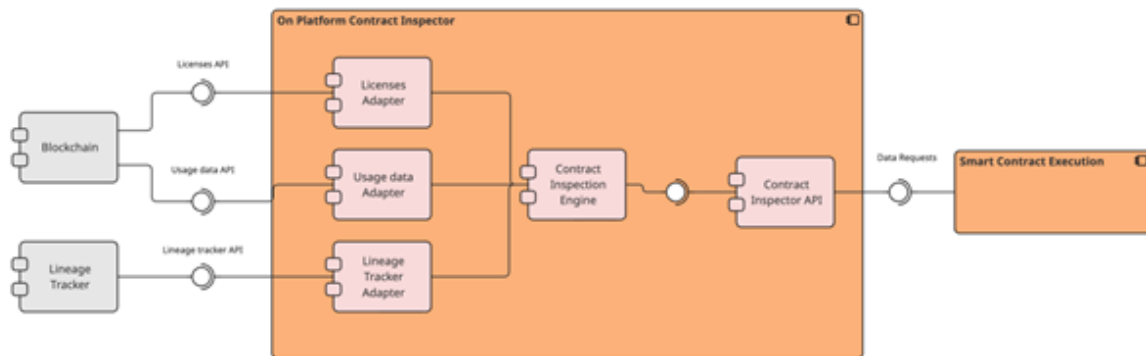 On Platform Contract Inspector
Licenses API
Licenses
Adapter
Blockchain
Usage data API
Usage data
Adapter
Contract
Inspection
Engine
Contract
Inspector API
Data Requests
Smart Contract Execution
Lineage tracker API
Lineage
Tracker
Lineage
Tracker
Adapter